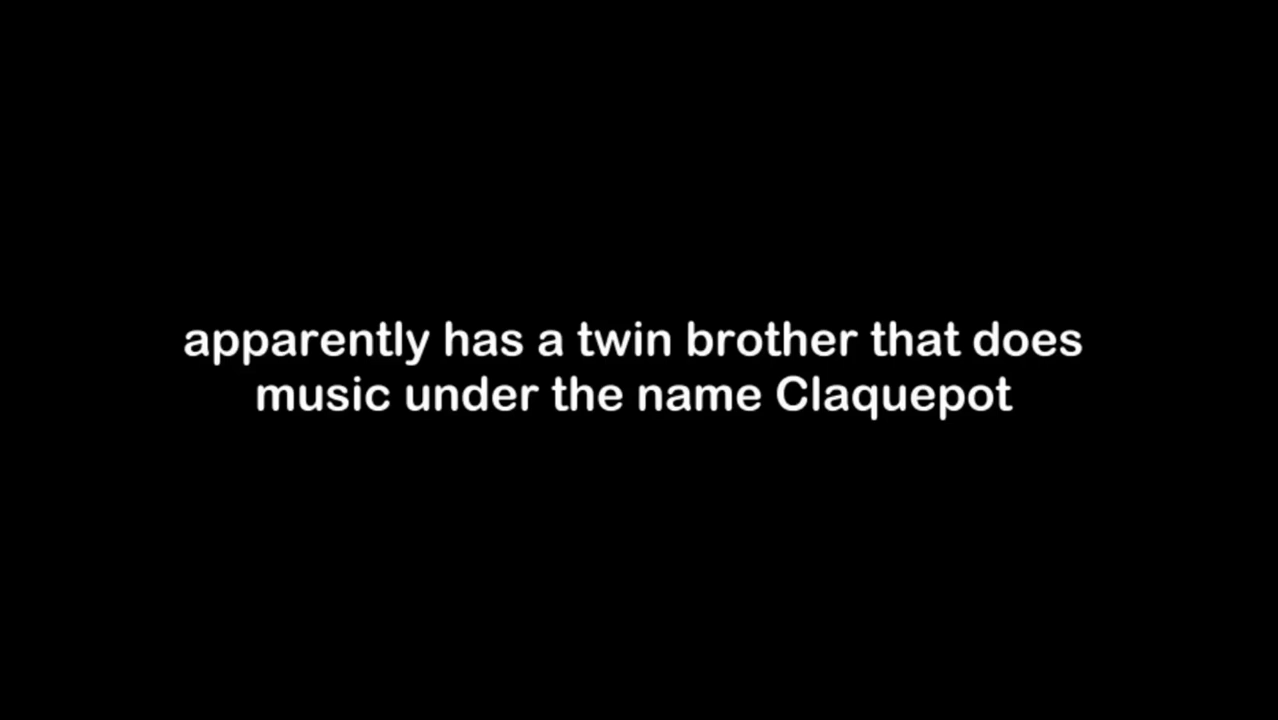 apparently has a twin brother that does
music under the name Claquepot